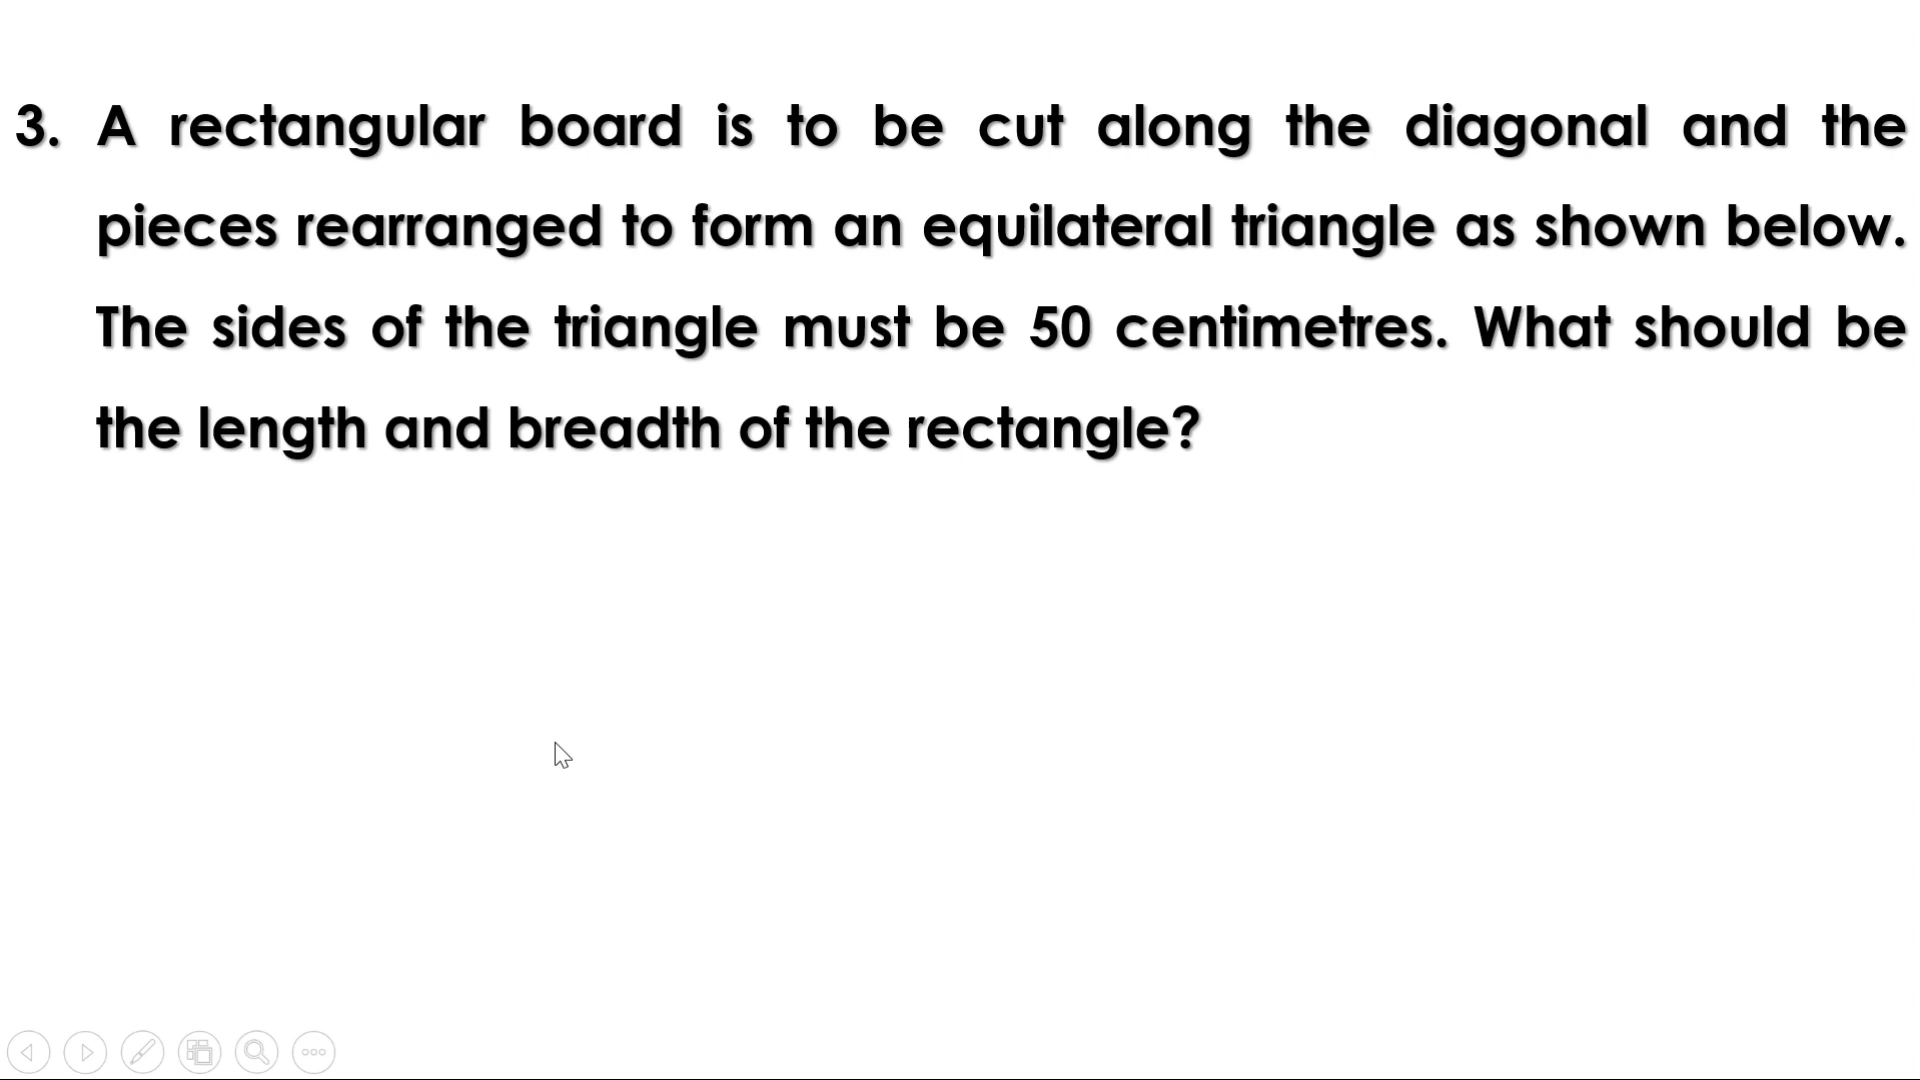 3. A rectangular board is to be cut along the diagonal and the
pieces rearranged to form an equilateral triangle as shown below.
The sides of the triangle must be 50 centimetres. What should be
the length and breadth of the rectangle?